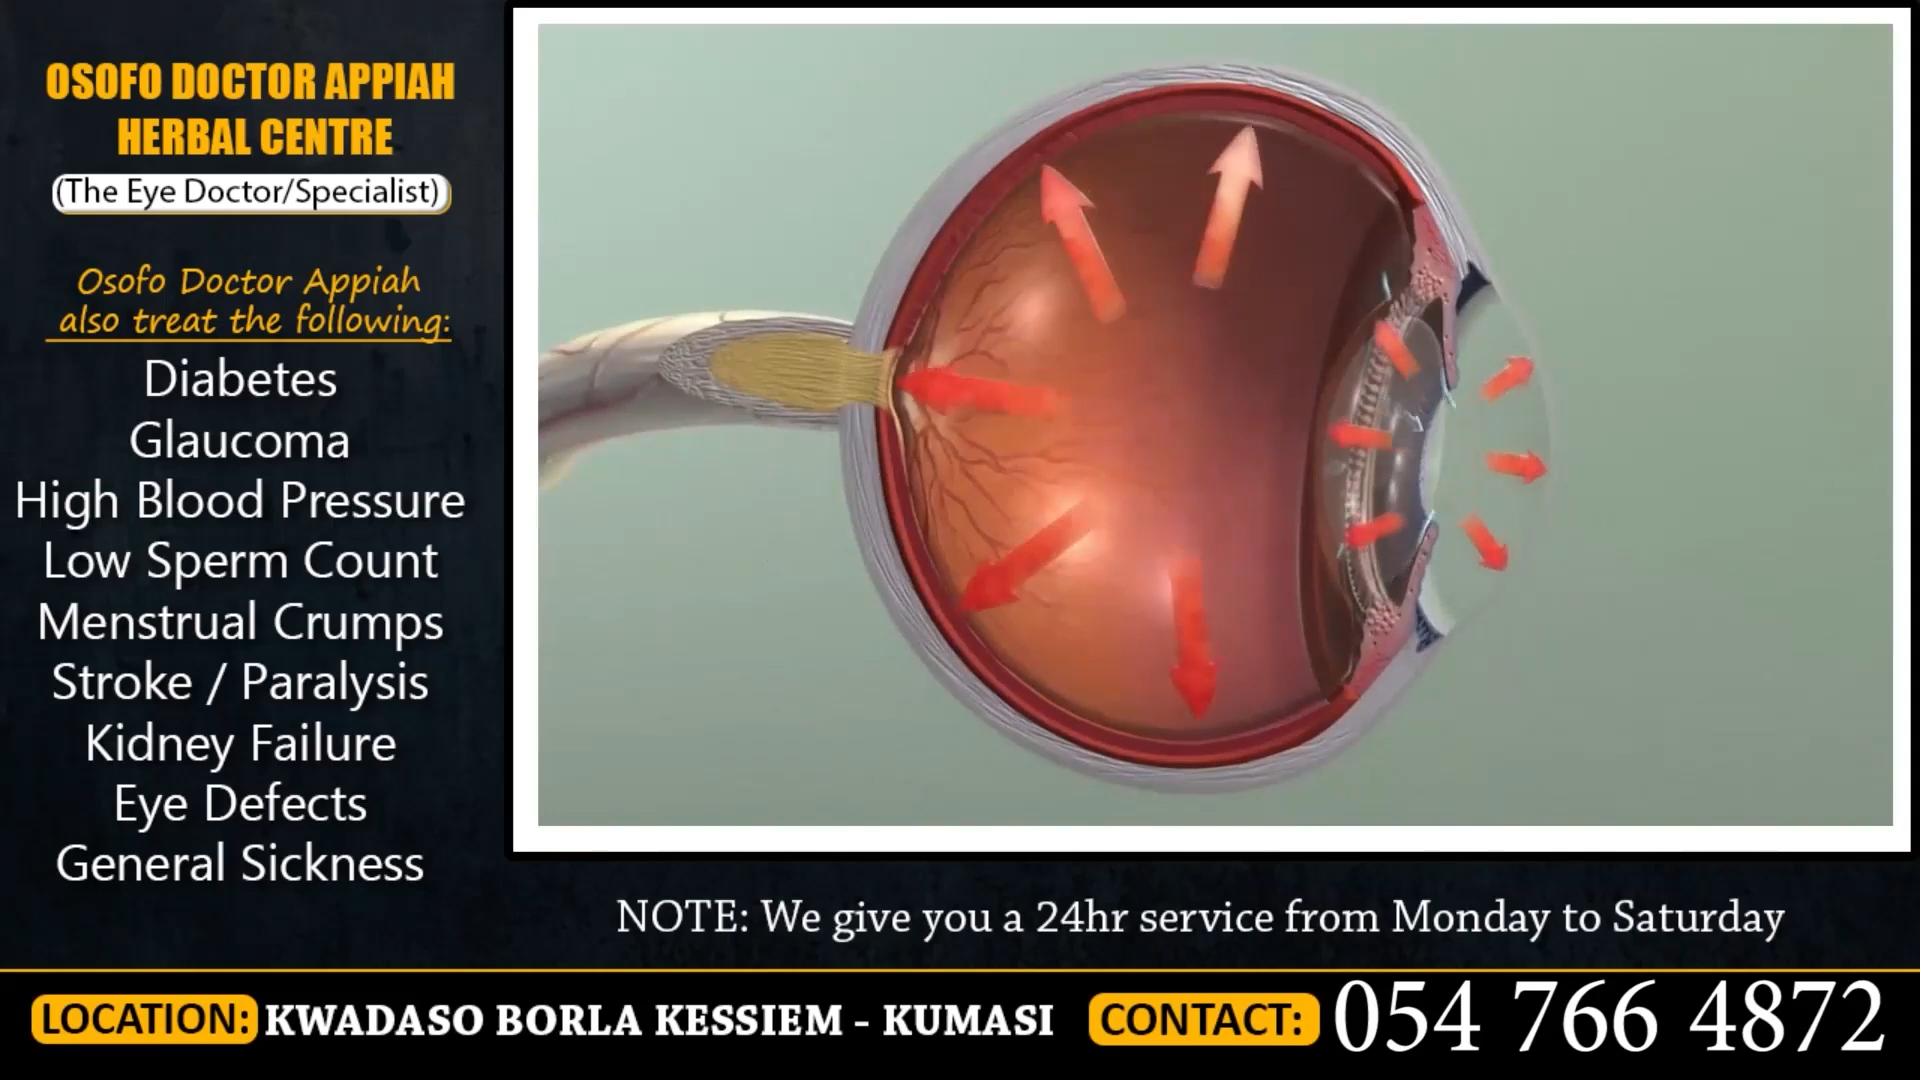 OSOFO DOCTOR APPIAH
HERBAL CENTRE
(The Eye Doctor/Specialist)
Osofo Doctor Appiah
also treat the following:
Diabetes
Glaucoma
High Blood Pressure
Low Sperm Count
Menstrual Crumps
Stroke / Paralysis
Kidney Failure
Eye Defects
General Sickness
NOTE: We give you a 24hr service from Monday to Saturday
LOCATION: KWADASO BORLA KESSIEM - KUMASI
CONTACT: 054 766 4872